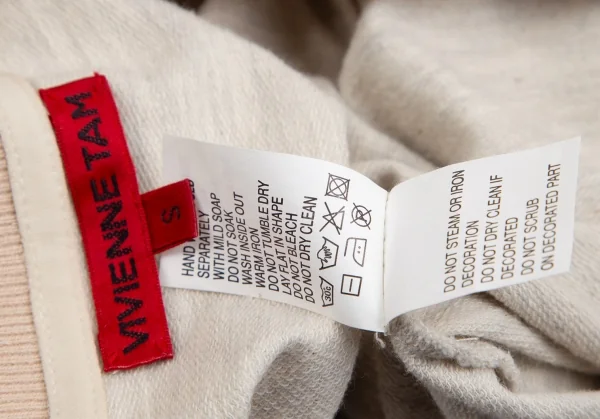 VIVIENNE TAM
S
HAND
SEPARATELY
WITH MILD SOAP
DO NOT SOAK
WASH INSIDE OUT
WARM IRON
DO NOT TUMBLE DRY
LAY FLAT IN SHAPE
DO NOT BLEACH
DO NOT DRY CLEAN
30°
DO NOT STEAM OR IRON
DECORATION
DO NOT DRY CLEAN IF
DECORATED
DO NOT SCRUB
ON DECORATED PART